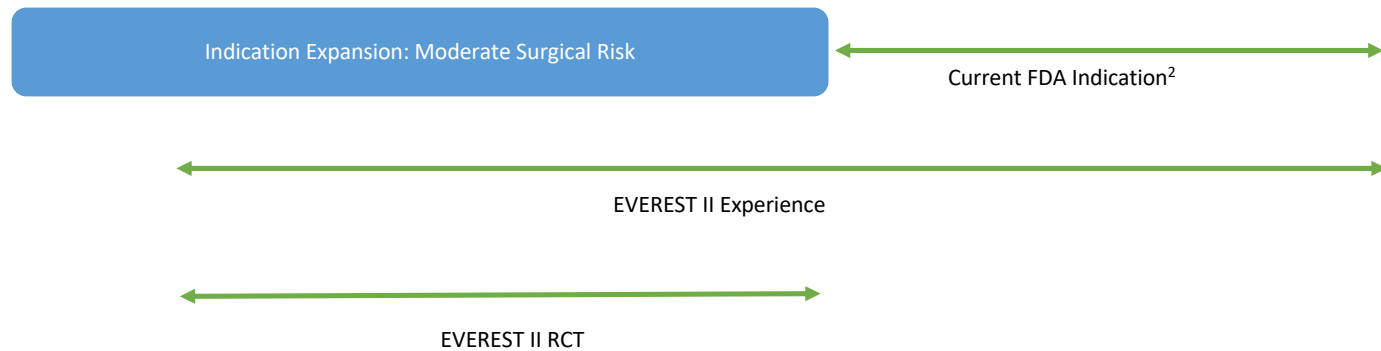 Indication Expansion: Moderate Surgical Risk
Current FDA Indication²
EVEREST II Experience
EVEREST II RCT